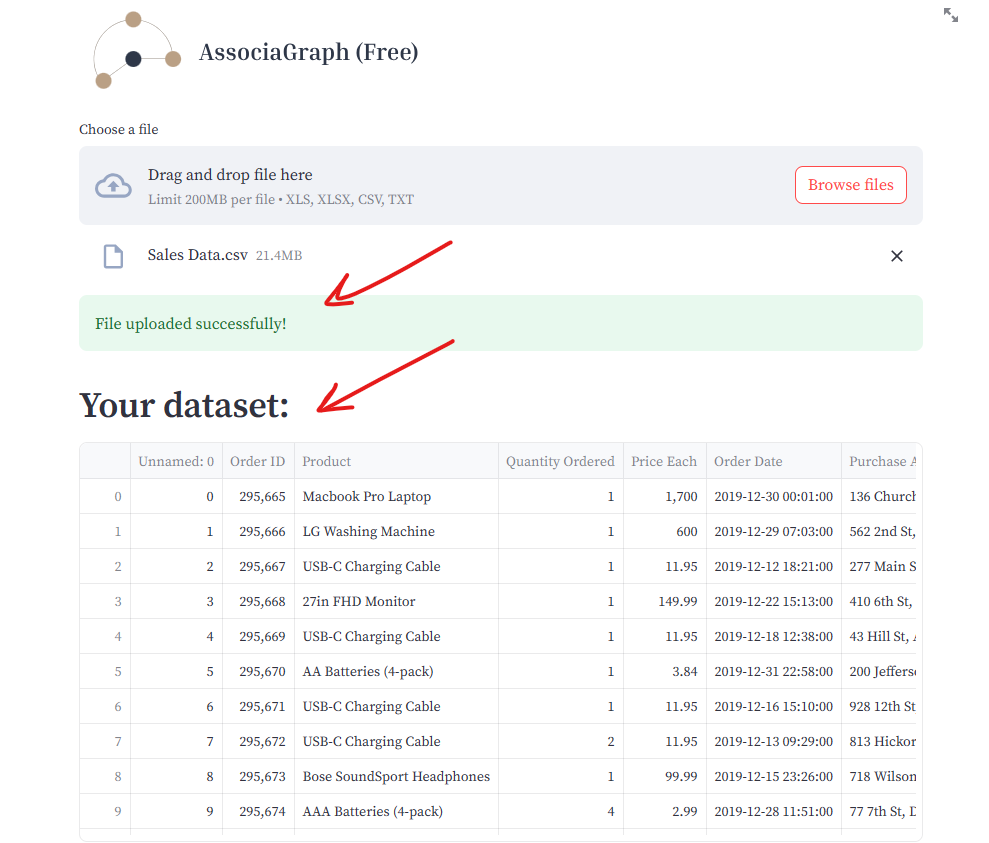 AssociaGraph (Free)
Choose a file
Drag and drop file here
Limit 200MB per file • XLS, XLSX, CSV, TXT
Browse files
Sales Data.csv 21.4MB
File uploaded successfully!
Your dataset:
Unnamed: 0 Order ID Product Quantity Ordered Price Each Order Date Purchase A
0 0 295,665 Macbook Pro Laptop 1 1,700 2019-12-30 00:01:00 136 Church
1 1 295,666 LG Washing Machine 1 600 2019-12-29 07:03:00 562 2nd St,
2 2 295,667 USB-C Charging Cable 1 11.95 2019-12-12 18:21:00 277 Main S
3 3 295,668 27in FHD Monitor 1 149.99 2019-12-22 15:13:00 410 6th St,
4 4 295,669 USB-C Charging Cable 1 11.95 2019-12-18 12:38:00 43 Hill St,
5 5 295,670 AA Batteries (4-pack) 1 3.84 2019-12-31 22:58:00 200 Jefferso
6 6 295,671 USB-C Charging Cable 1 11.95 2019-12-16 15:10:00 928 12th St
7 7 295,672 USB-C Charging Cable 2 11.95 2019-12-13 09:29:00 813 Hickor
8 8 295,673 Bose SoundSport Headphones 1 99.99 2019-12-15 23:26:00 718 Wilson
9 9 295,674 AAA Batteries (4-pack) 4 2.99 2019-12-28 11:51:00 77 7th St, D